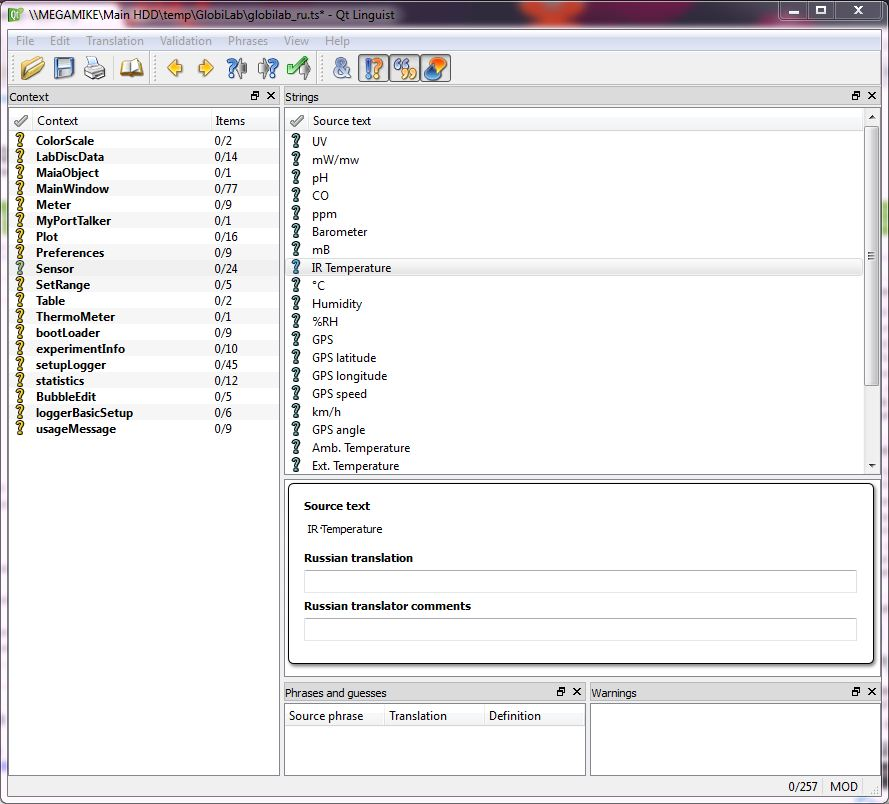 \\MEGAMIKE\Main HDD\temp\GlobiLab\globilab_ru.ts* - Qt Linguist
File Edit Translation Validation Phrases View Help
Context
Context Items
ColorScale 0/2
LabDiscData 0/14
MaiaObject 0/1
MainWindow 0/77
Meter 0/9
MyPortTalker 0/1
Plot 0/16
Preferences 0/9
Sensor 0/24
SetRange 0/5
Table 0/2
ThermoMeter 0/1
bootLoader 0/9
experimentInfo 0/10
setupLogger 0/45
statistics 0/12
BubbleEdit 0/5
loggerBasicSetup 0/6
usageMessage 0/9
Strings
Source text
UV
mW/mw
pH
CO
ppm
Barometer
mB
IR Temperature
°C
Humidity
%RH
GPS
GPS latitude
GPS longitude
GPS speed
km/h
GPS angle
Amb. Temperature
Ext. Temperature
Source text
IR·Temperature
Russian translation
Russian translator comments
Phrases and guesses
Source phrase Translation Definition
Warnings
0/257 MOD